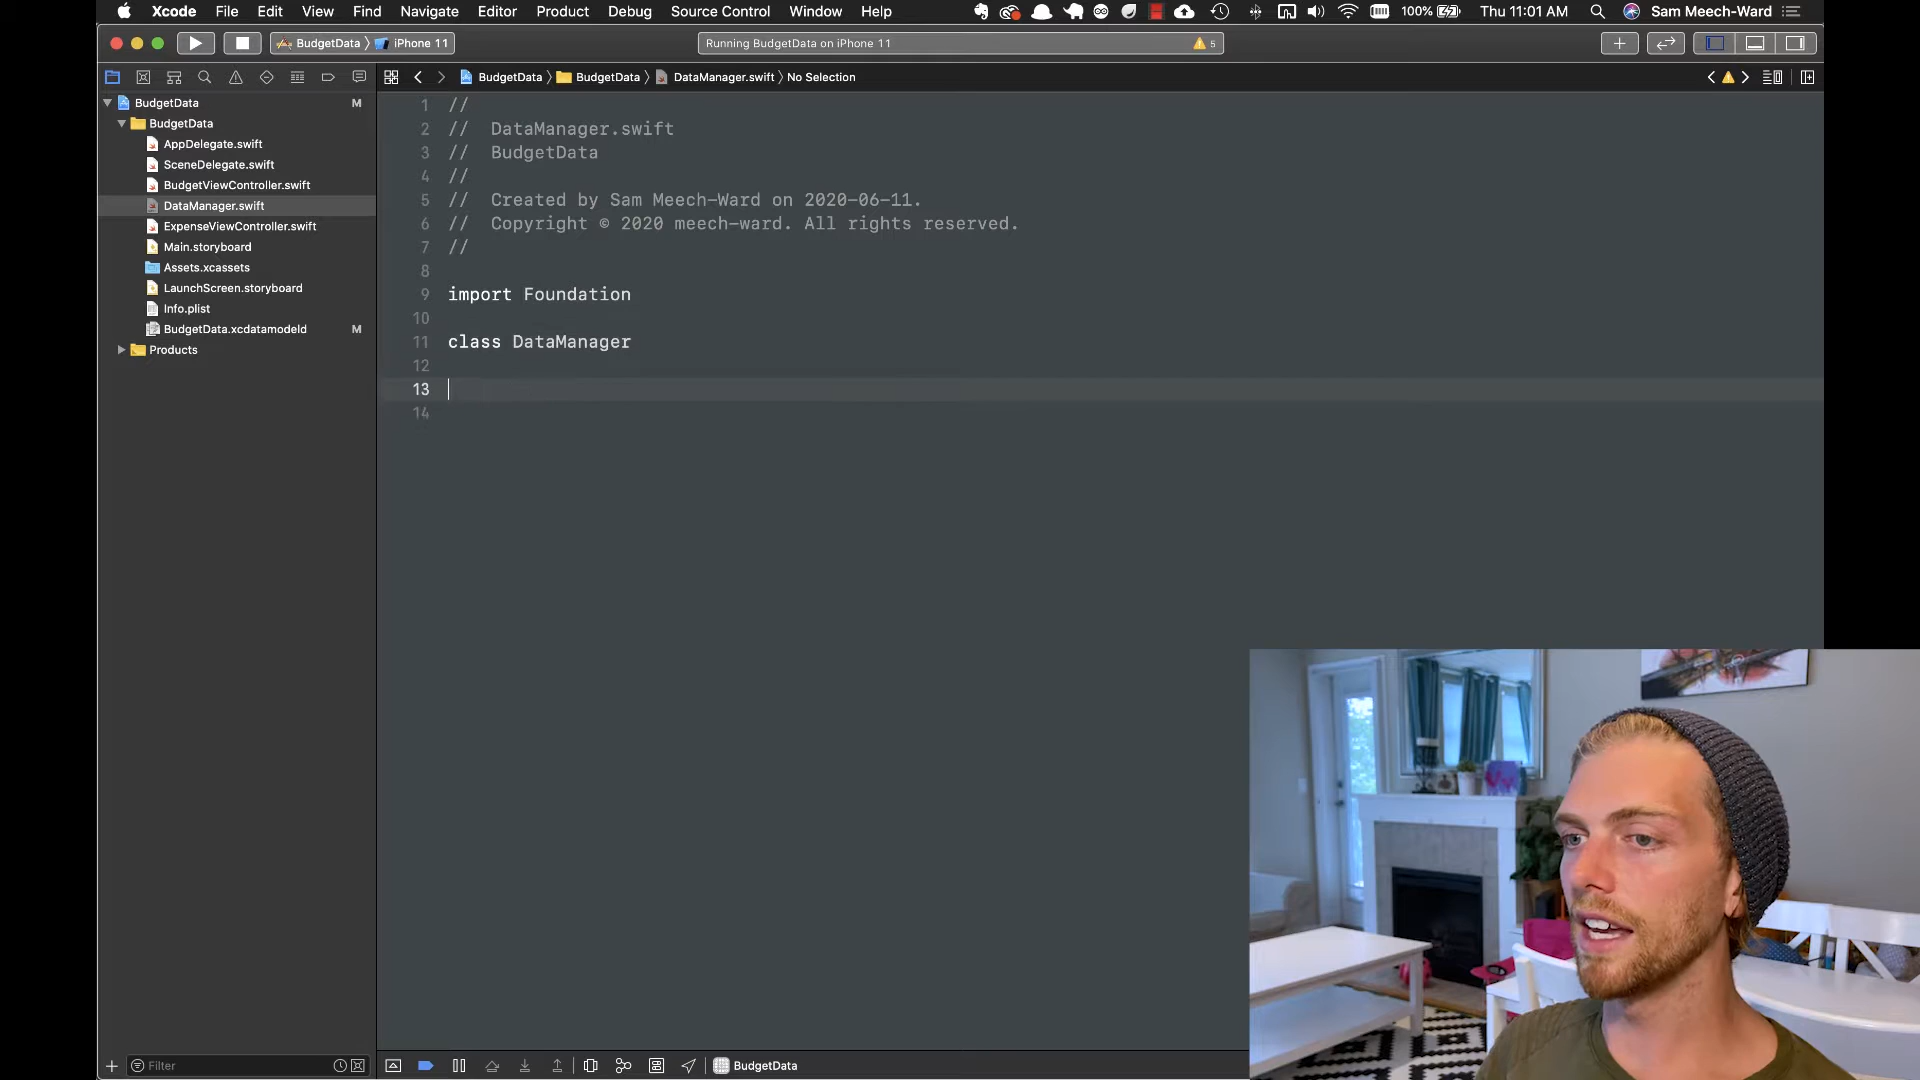 Xcode File Edit View Find Navigate Editor Product Debug Source Control Window Help 100% Thu 11:01 AM Sam Meech-Ward
BudgetData iPhone 11 Running BudgetData on iPhone 11 5
BudgetData BudgetData DataManager.swift No Selection
BudgetData M
BudgetData
AppDelegate.swift
SceneDelegate.swift
BudgetViewController.swift
DataManager.swift
ExpenseViewController.swift
Main.storyboard
Assets.xcassets
LaunchScreen.storyboard
Info.plist
BudgetData.xcdatamodeld M
Products
1 //
2 // DataManager.swift
3 // BudgetData
4 //
5 // Created by Sam Meech-Ward on 2020-06-11.
6 // Copyright © 2020 meech-ward. All rights reserved.
7 //
8
9 import Foundation
10
11 class DataManager
12
13
14
Filter BudgetData